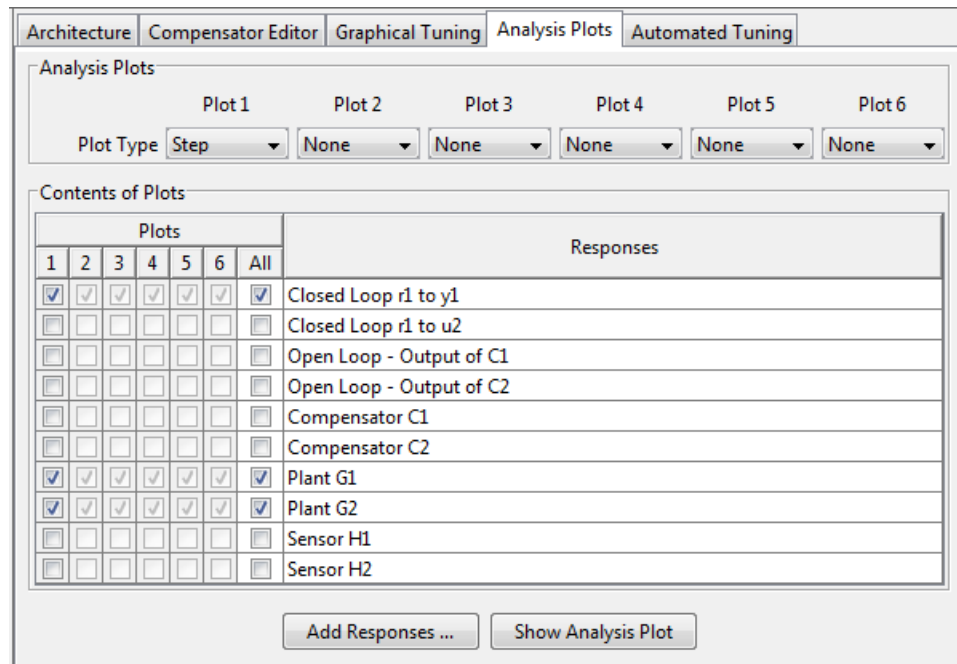 Architecture Compensator Editor Graphical Tuning Analysis Plots Automated Tuning
Analysis Plots
Plot 1 Plot 2 Plot 3 Plot 4 Plot 5 Plot 6
Plot Type Step None None None None None
Contents of Plots
Plots
Responses
1 2 3 4 5 6 All
Closed Loop r1 to y1
Closed Loop r1 to u2
Open Loop - Output of C1
Open Loop - Output of C2
Compensator C1
Compensator C2
Plant G1
Plant G2
Sensor H1
Sensor H2
Add Responses ... Show Analysis Plot